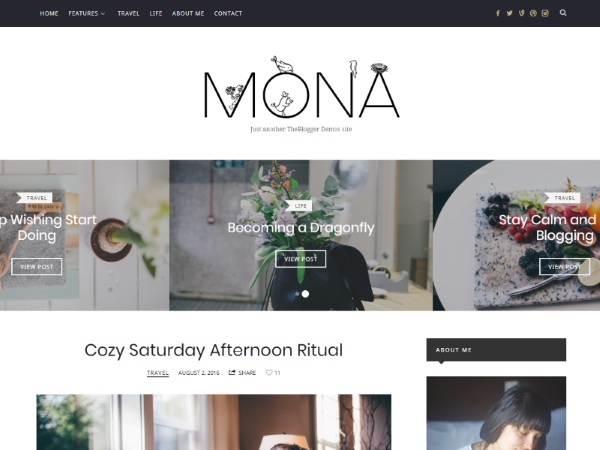 HOME FEATURES TRAVEL LIFE ABOUT ME CONTACT
MONA
Just another TheBlogger Demos site
TRAVEL
p Wishing Start
Doing
VIEW POST
LIFE
Becoming a Dragonfly
VIEW POST
TRAVEL
Stay Calm and
Blogging
VIEW POST
Cozy Saturday Afternoon Ritual
TRAVEL AUGUST 2, 2016 SHARE 11
ABOUT ME